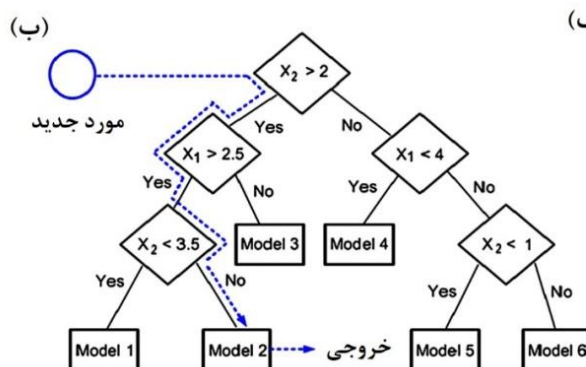 (ب)
X₂ > 2
مورد جدید
Yes
No
X₁ > 2.5
X₁ < 4
Yes
No
Yes
No
X₂ < 3.5
Model 3
Model 4
X₂ < 1
Yes
No
Yes
No
Model 1
Model 2
خروجی
Model 5
Model 6